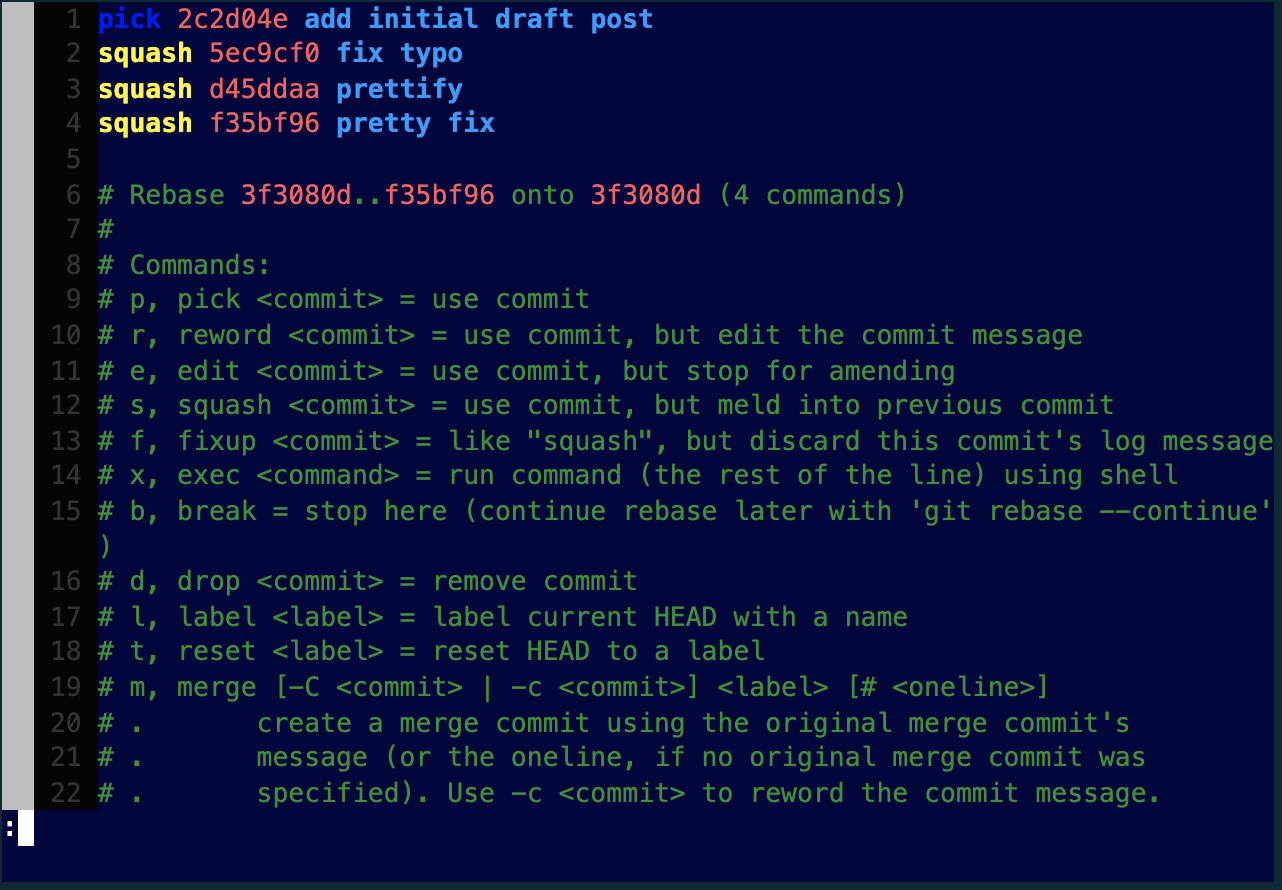 1 pick 2c2d04e add initial draft post
2 squash 5ec9cf0 fix typo
3 squash d45ddaa prettify
4 squash f35bf96 pretty fix
5
6 # Rebase 3f3080d..f35bf96 onto 3f3080d (4 commands)
7 #
8 # Commands:
9 # p, pick <commit> = use commit
10 # r, reword <commit> = use commit, but edit the commit message
11 # e, edit <commit> = use commit, but stop for amending
12 # s, squash <commit> = use commit, but meld into previous commit
13 # f, fixup <commit> = like "squash", but discard this commit's log message
14 # x, exec <command> = run command (the rest of the line) using shell
15 # b, break = stop here (continue rebase later with 'git rebase --continue'
)
16 # d, drop <commit> = remove commit
17 # l, label <label> = label current HEAD with a name
18 # t, reset <label> = reset HEAD to a label
19 # m, merge [-C <commit> | -c <commit>] <label> [# <oneline>]
20 # .       create a merge commit using the original merge commit's
21 # .       message (or the oneline, if no original merge commit was
22 # .       specified). Use -c <commit> to reword the commit message.
: